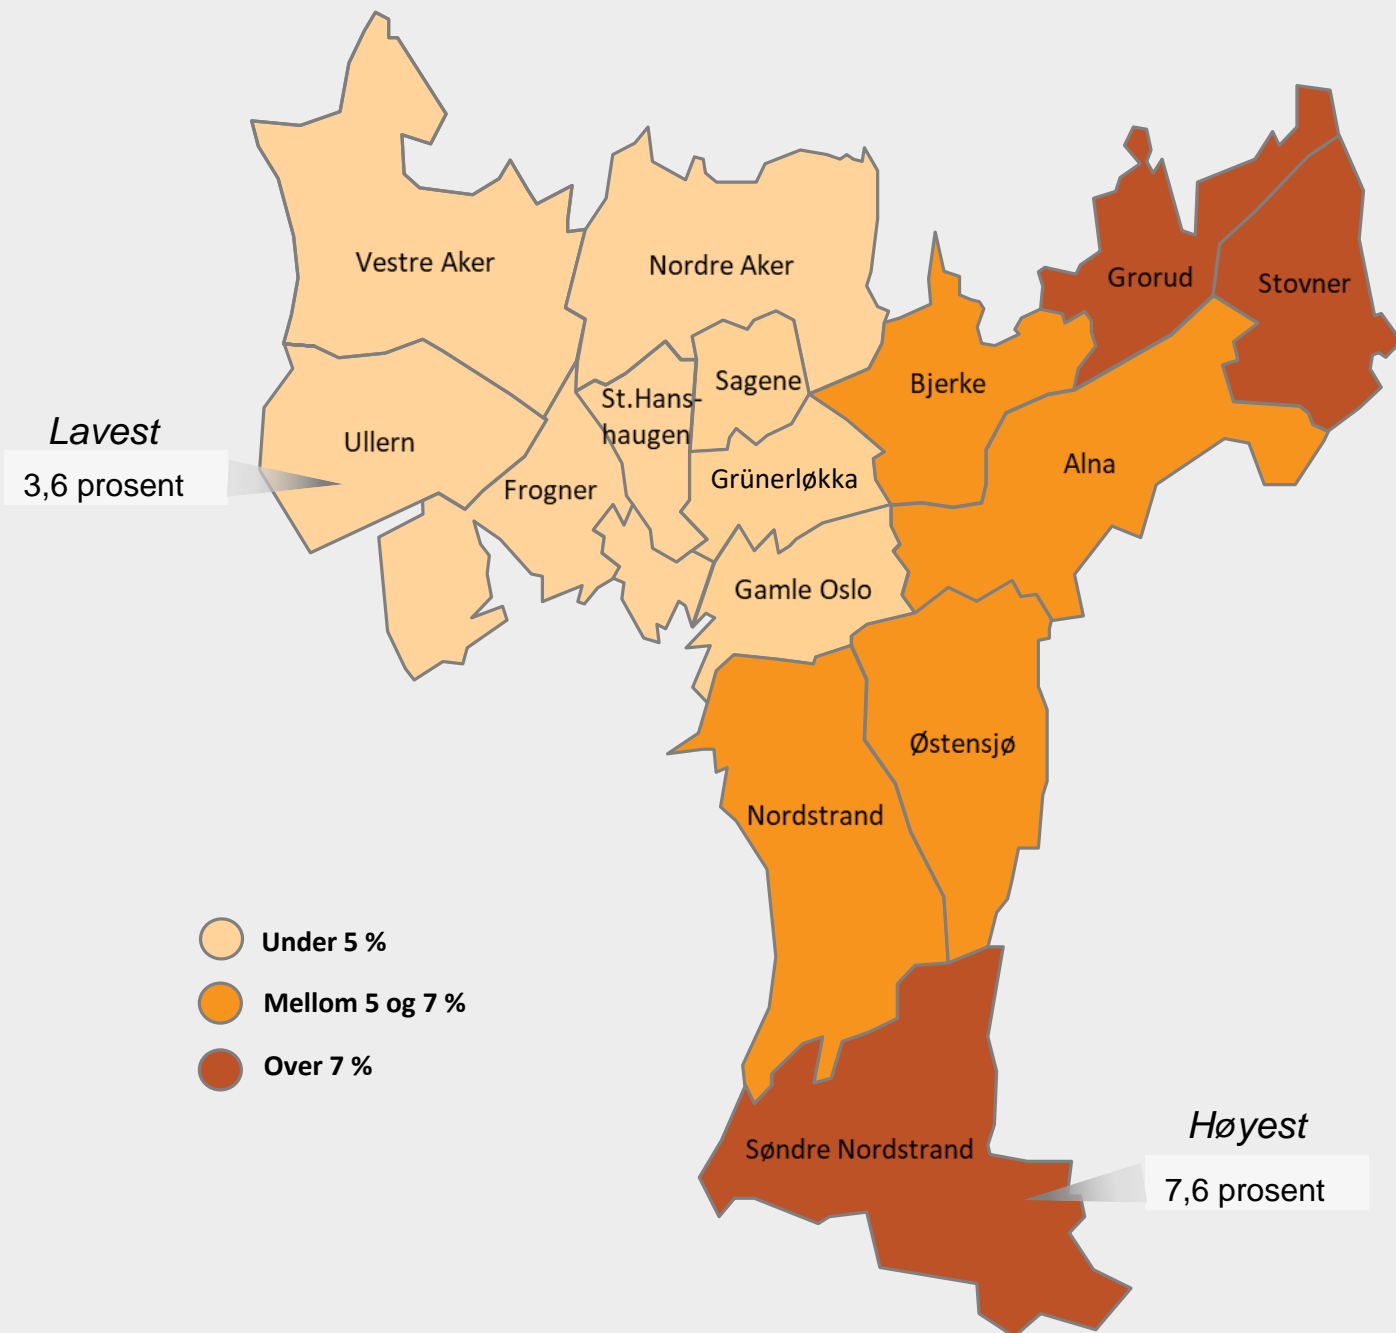 Vestre Aker
Nordre Aker
Grorud
Stovner
Sagene
Bjerke
St.Hans-
haugen
Lavest
3,6 prosent
Ullern
Frogner
Grünerløkka
Alna
Gamle Oslo
Østensjø
Nordstrand
Under 5 %
Mellom 5 og 7 %
Over 7 %
Søndre Nordstrand
Høyest
7,6 prosent